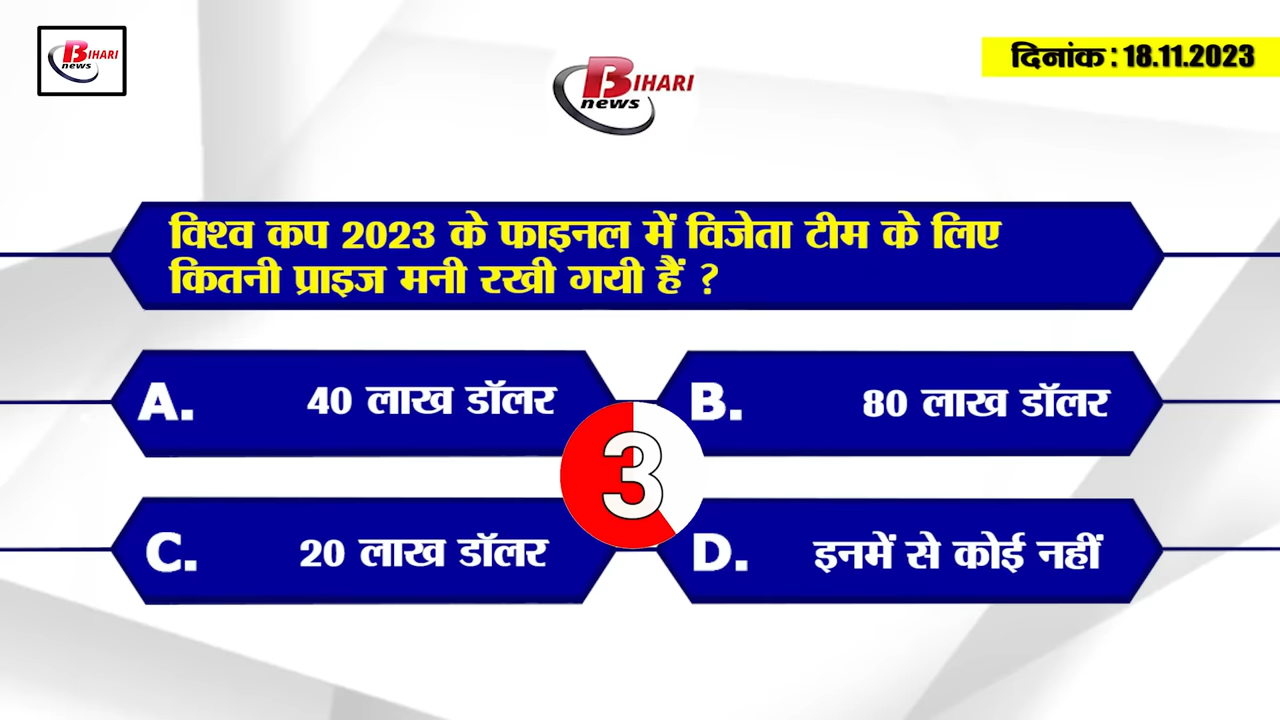 BIHARI
news
दिनांक : 18.11.2023
BIHARI
news
विश्व कप 2023 के फाइनल में विजेता टीम के लिए
कितनी प्राइज मनी रखी गयी हैं ?
A. 40 लाख डॉलर
B. 80 लाख डॉलर
3
C. 20 लाख डॉलर
D. इनमें से कोई नहीं